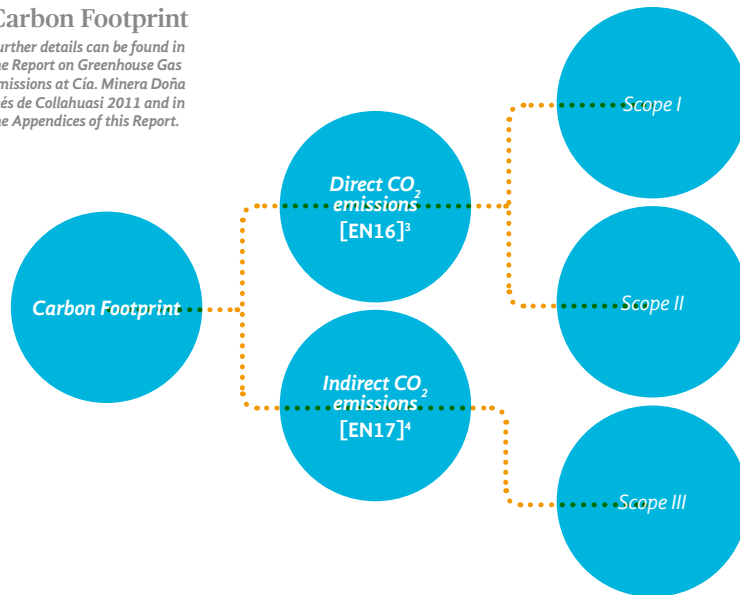 Carbon Footprint
urther details can be found in
he Report on Greenhouse Gas
missions at Cía. Minera Doña
és de Collahuasi 2011 and in
he Appendices of this Report.
Scope I
Direct CO2
emissions
[EN16]3
Carbon Footprint
Scope II
Indirect CO2
emissions
[EN17]4
Scope III